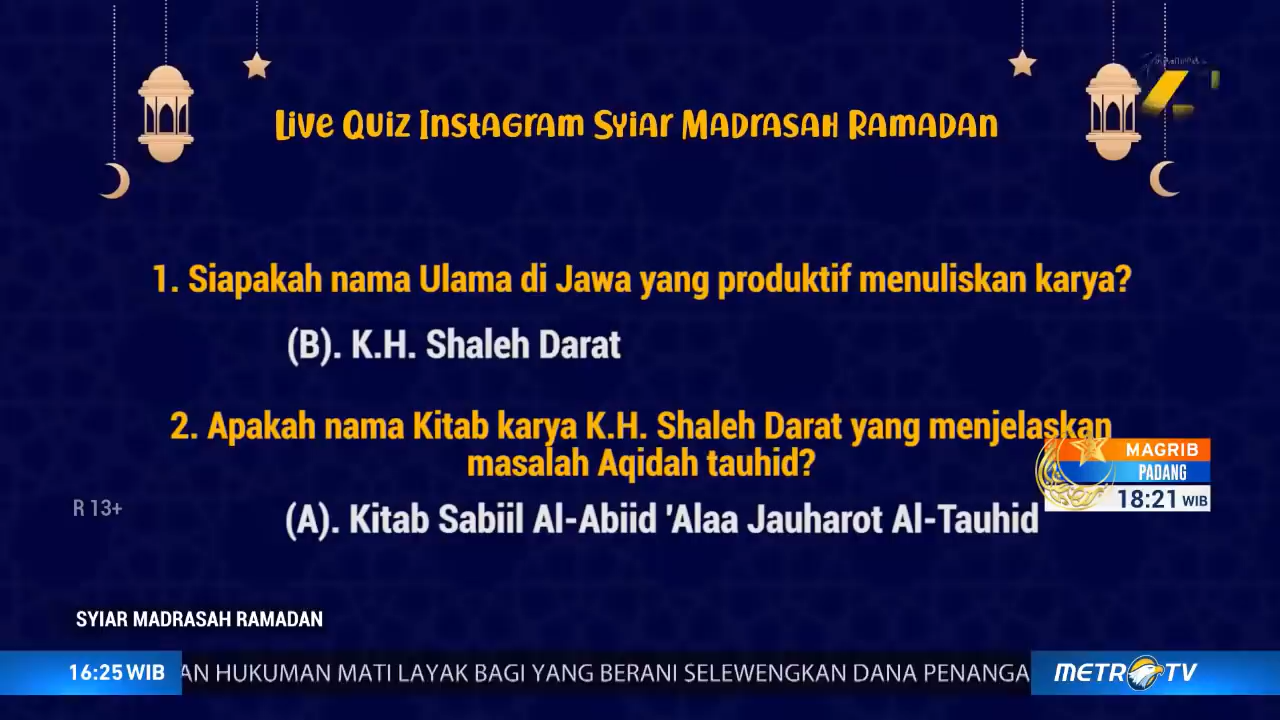 Live Quiz Instagram Syiar Madrasah Ramadan
1. Siapakah nama Ulama di Jawa yang produktif menuliskan karya?
(B). K.H. Shaleh Darat
2. Apakah nama Kitab karya K.H. Shaleh Darat yang menjelaskan
masalah Aqidah tauhid?
MAGRIB
PADANG
18:21 WIB
R 13+
(A). Kitab Sabiil Al-Abiid 'Alaa Jauharot Al-Tauhid
SYIAR MADRASAH RAMADAN
16:25 WIB
AN HUKUMAN MATI LAYAK BAGI YANG BERANI SELEWENGKAN DANA PENANGA
METRO TV